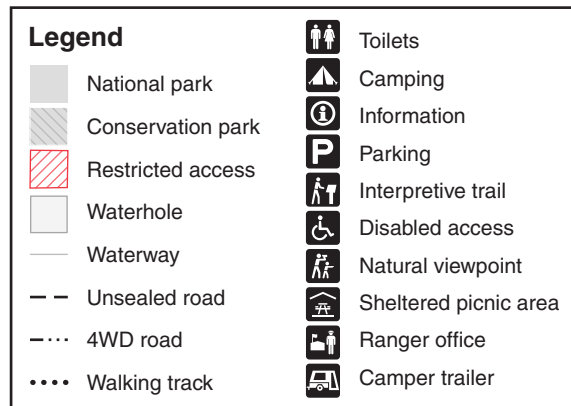 Legend
National park
Conservation park
Restricted access
Waterhole
Waterway
Unsealed road
4WD road
Walking track
Toilets
Camping
Information
P
Parking
Interpretive trail
Disabled access
Natural viewpoint
Sheltered picnic area
Ranger office
Camper trailer